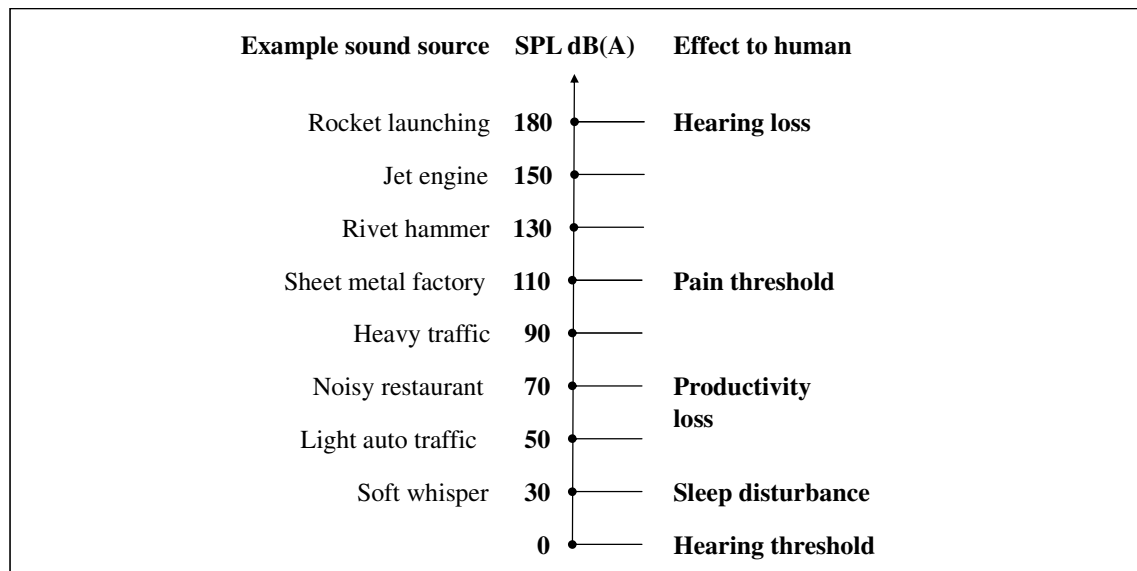 Example sound source SPL dB(A) Effect to human
Rocket launching 180 Hearing loss
Jet engine 150
Rivet hammer 130
Sheet metal factory 110 Pain threshold
Heavy traffic 90
Noisy restaurant 70 Productivity
loss
Light auto traffic 50
Soft whisper 30 Sleep disturbance
0 Hearing threshold